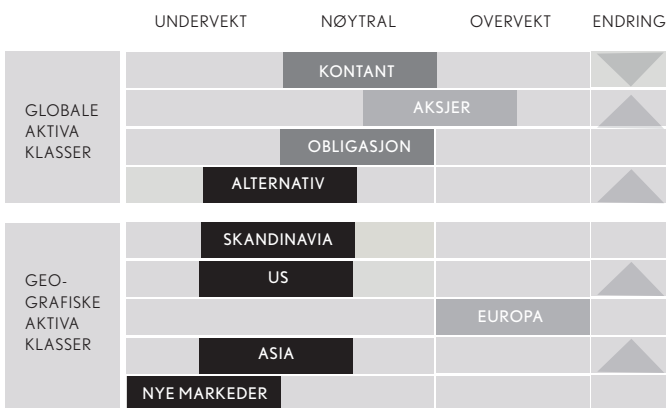 UNDERVEKT NØYTRAL OVERVEKT ENDRING
GLOBALE
AKTIVA
KLASSER
KONTANT
AKSJER
OBLIGASJON
ALTERNATIV
GEO-
GRAFISKE
AKTIVA
KLASSER
SKANDINAVIA
US
EUROPA
ASIA
NYE MARKEDER